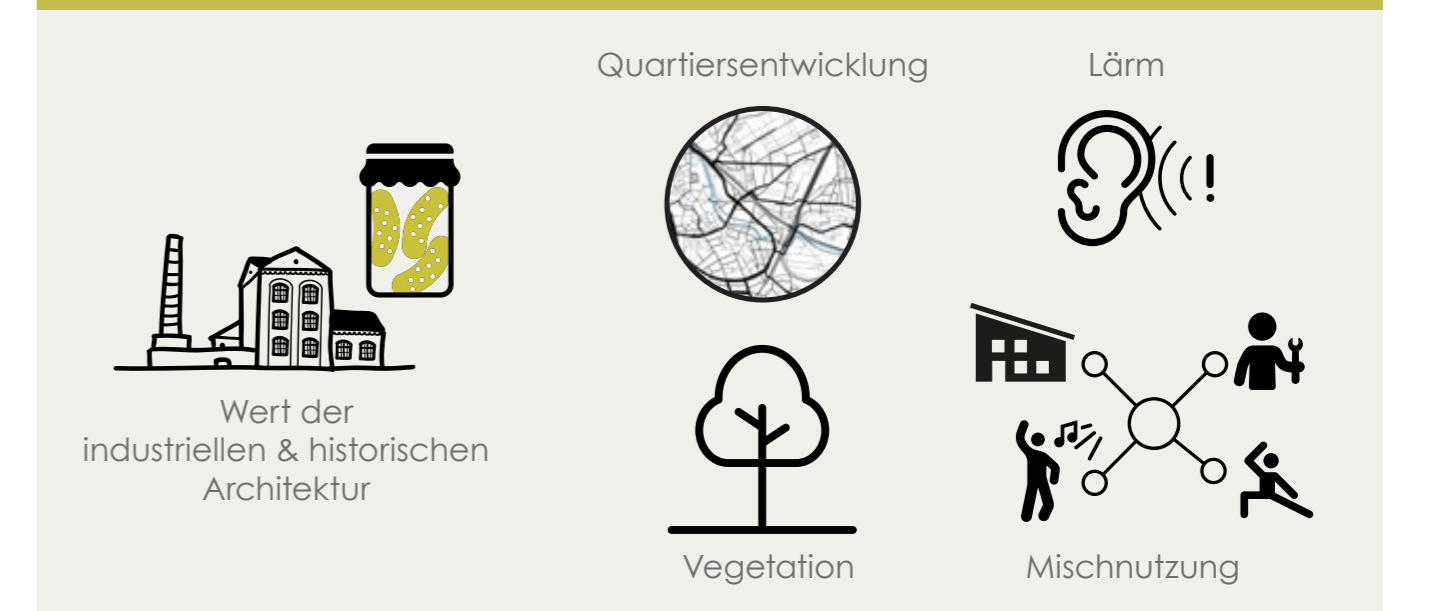 Quartiersentwicklung
Lärm
!
Wert der
industriellen & historischen
Architektur
Vegetation
Mischnutzung